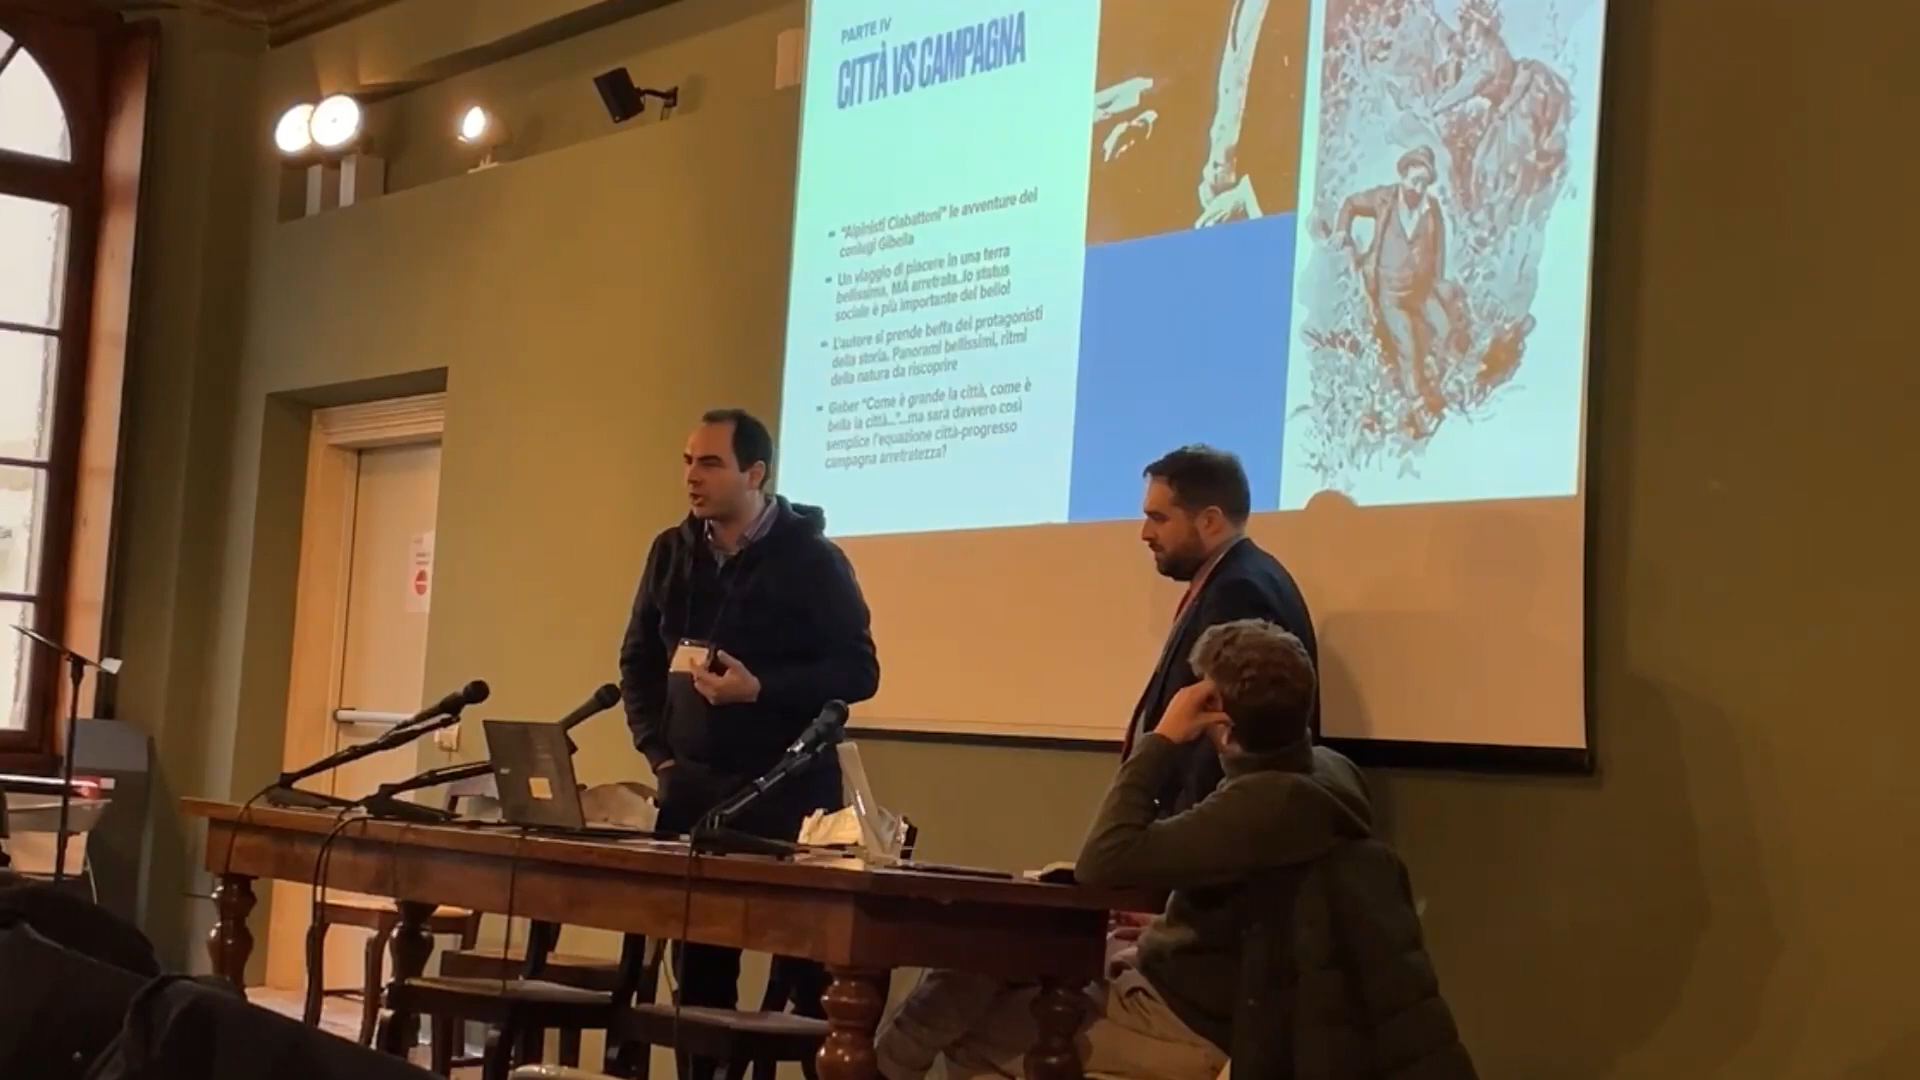 PARTE IV
CITTÀ VS CAMPAGNA
- "Alpinisti Ciabattoni" le avventure dei
coniugi Gibella
- Un viaggio di piacere in una terra
bellissima, MA arretrata..lo status
sociale è più importante del bello!
- L'autore si prende beffa dei protagonisti
della storia. Panorami bellissimi, ritmi
della natura da riscoprire
- Gaber "Come è grande la città, come è
bella la città..."...ma sarà davvero così
semplice l'equazione città-progresso
campagna arretratezza?